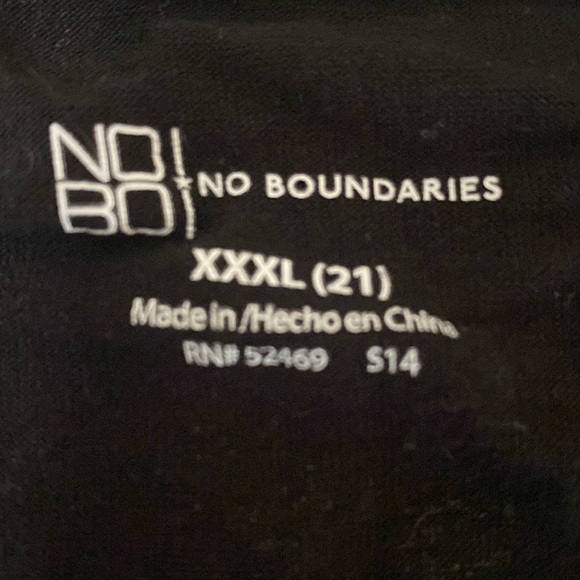 NO
BO
NO BOUNDARIES
XXXL (21)
Made in/Hecho en China
RN# 52469 S14